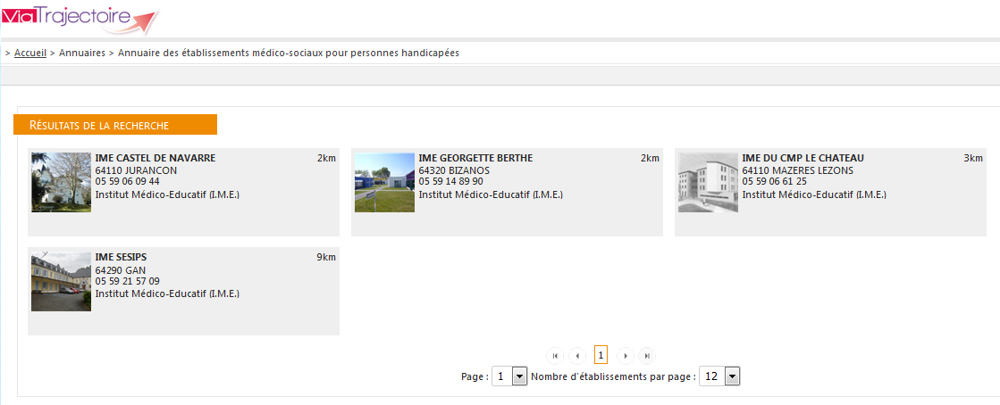 ViaTrajectoire
> Accueil > Annuaires > Annuaire des établissements médico-sociaux pour personnes handicapées
RÉSULTATS DE LA RECHERCHE
IME CASTEL DE NAVARRE 2km
64110 JURANCON
05 59 06 09 44
Institut Médico-Educatif (I.M.E.)
IME GEORGETTE BERTHE 2km
64320 BIZANOS
05 59 14 89 90
Institut Médico-Educatif (I.M.E.)
IME DU CMP LE CHATEAU 3km
64110 MAZERES LEZONS
05 59 06 61 25
Institut Médico-Educatif (I.M.E.)
IME SESIPS 9km
64290 GAN
05 59 21 57 09
Institut Médico-Educatif (I.M.E.)
1
Page : 1 Nombre d'établissements par page : 12